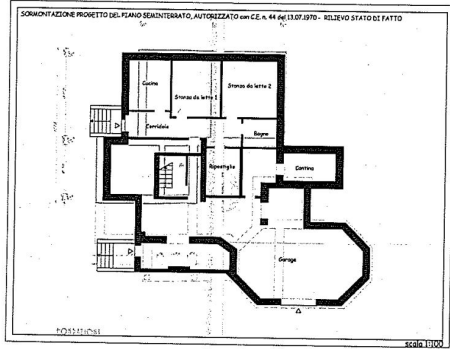 SORMONTAZIONE PROGETTO DEL PIANO SEMINTERRATO, AUTORIZZATO con C.E. n. 44 del 13.07.1970 - RILIEVO STATO DI FATTO
Cucina
Stanza da letto 1
Stanza da letto 2
Corridoio
Bagno
Ripostiglio
Cantina
Garage
scala 1:100